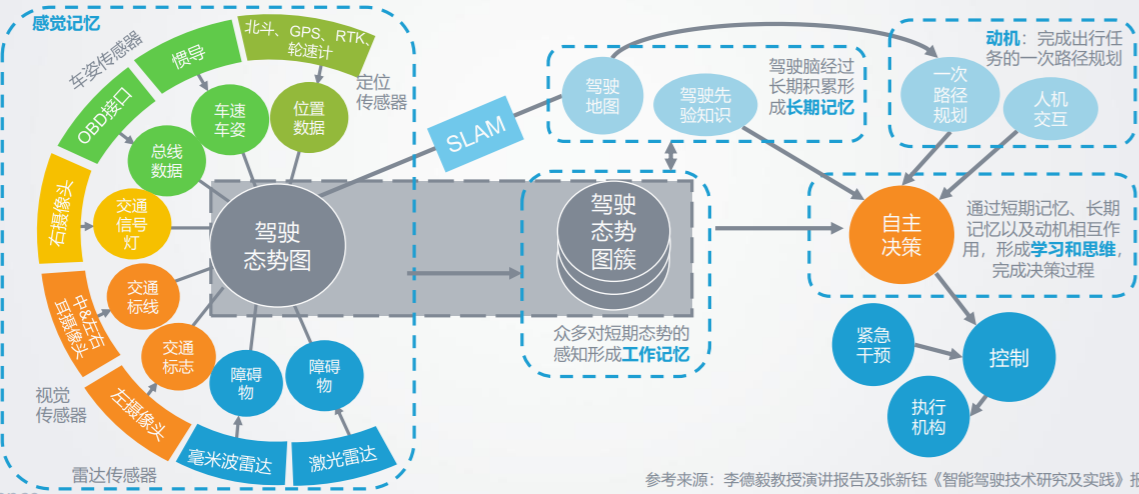 感觉记忆
北斗、GPS、RTK、
轮速计
惯导
车姿传感器
OBD接口
定位
传感器
车速
车姿
位置
数据
总线
数据
右摄像头
交通
信号
灯
驾驶
态势图
中&左右
耳摄像头
交通
标线
交通
标志
左摄像头
障碍
物
障碍
物
视觉
传感器
毫米波雷达
激光雷达
雷达传感器
SLAM
驾驶
地图
驾驶先
验知识
驾驶脑经过
长期积累形
成长期记忆
动机：完成出行任
务的一次路径规划
一次
路径
规划
人机
交互
驾驶
态势
图簇
众多对短期态势的
感知形成工作记忆
自主
决策
通过短期记忆、长期
记忆以及动机相互作
用，形成学习和思维，
完成决策过程
紧急
干预
控制
执行
机构
参考来源：李德毅教授演讲报告及张新钰《智能驾驶技术研究及实践》报